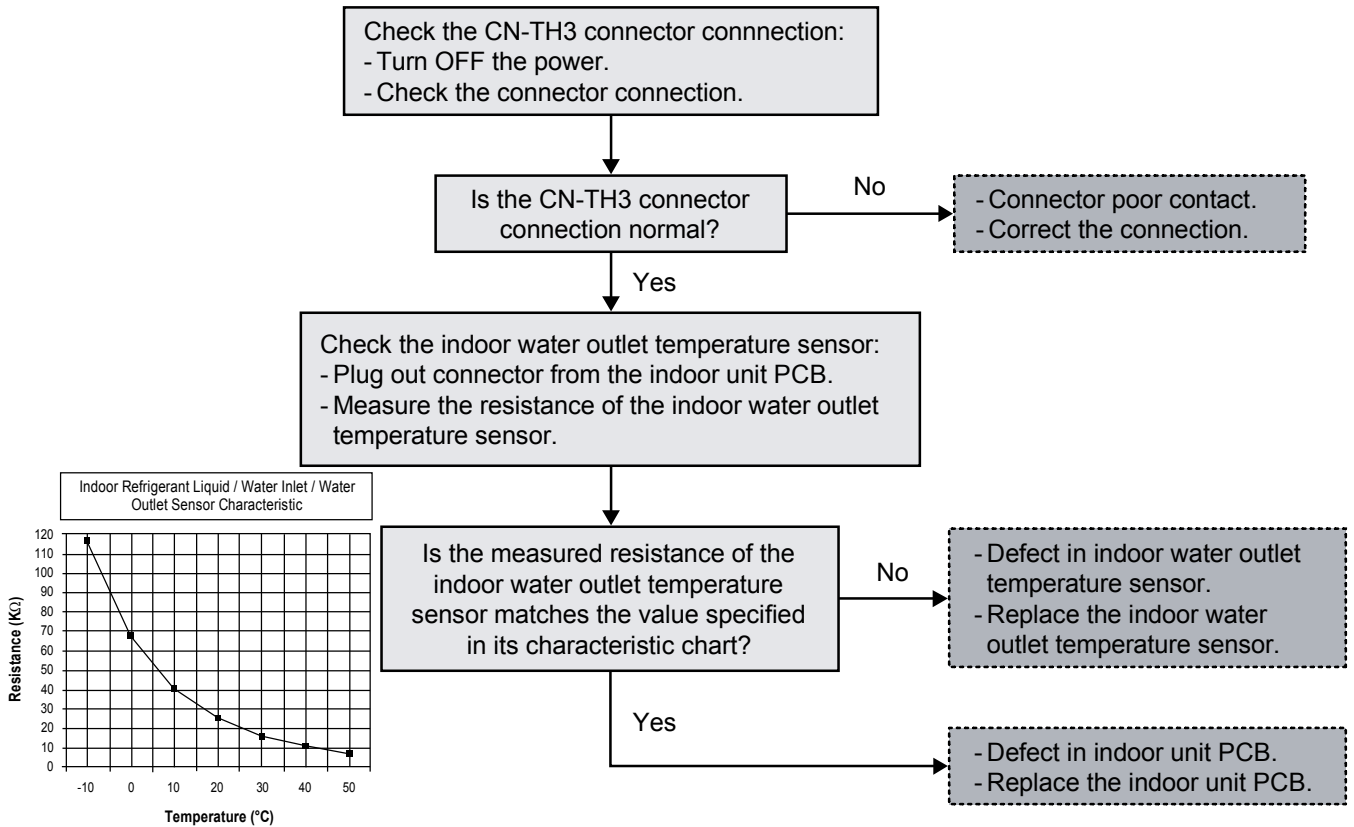 Check the CN-TH3 connector connnection:
- Turn OFF the power.
- Check the connector connection.
Is the CN-TH3 connector
connection normal?
No
- Connector poor contact.
- Correct the connection.
Yes
Check the indoor water outlet temperature sensor:
- Plug out connector from the indoor unit PCB.
- Measure the resistance of the indoor water outlet
temperature sensor.
Indoor Refrigerant Liquid / Water Inlet / Water
Outlet Sensor Characteristic
120
110
100
90
80
70
60
50
40
30
20
10
0
Resistance (KΩ)
-10 0 10 20 30 40 50
Temperature (°C)
Is the measured resistance of the
indoor water outlet temperature
sensor matches the value specified
in its characteristic chart?
No
- Defect in indoor water outlet
temperature sensor.
- Replace the indoor water
outlet temperature sensor.
Yes
- Defect in indoor unit PCB.
- Replace the indoor unit PCB.